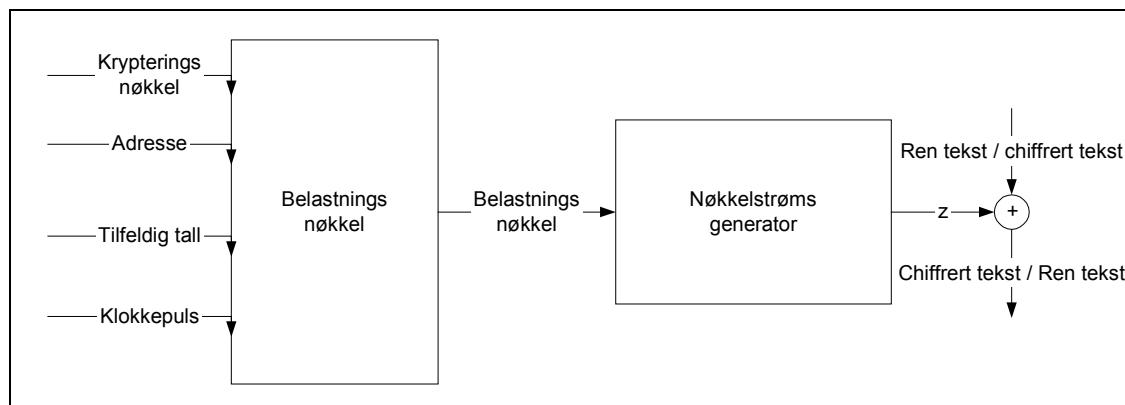 Krypterings
nøkkel
Adresse
Tilfeldig tall
Klokkepuls
Belastnings
nøkkel
Belastnings
nøkkel
Nøkkelstrøms
generator
z
Ren tekst / chiffrert tekst
+
Chiffrert tekst / Ren tekst